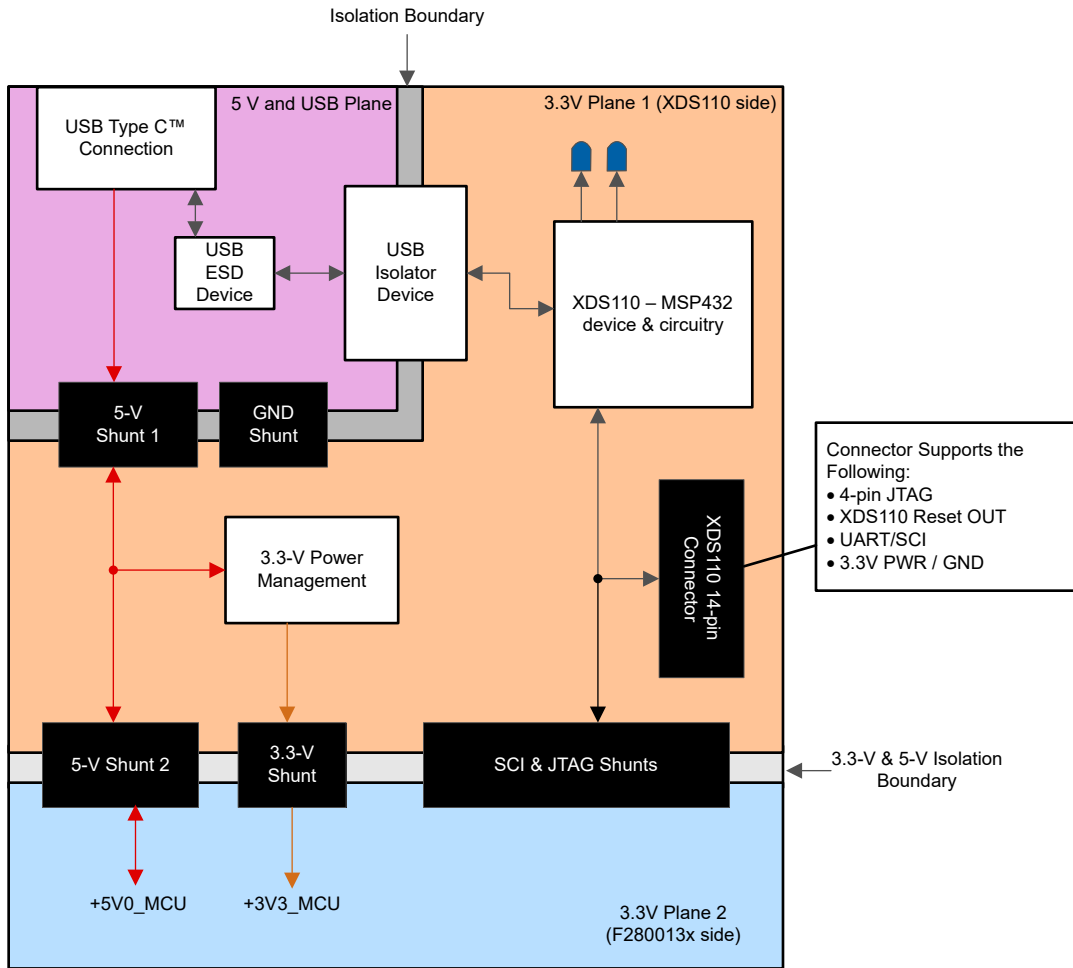 Isolation Boundary
5 V and USB Plane
3.3V Plane 1 (XDS110 side)
USB Type C™
Connection
USB
ESD
Device
USB
Isolator
Device
XDS110 – MSP432
device & circuitry
5-V
Shunt 1
GND
Shunt
Connector Supports the
Following:
• 4-pin JTAG
• XDS110 Reset OUT
• UART/SCI
• 3.3V PWR / GND
XDS110 14-pin
Connector
3.3-V Power
Management
5-V Shunt 2
3.3-V
Shunt
SCI & JTAG Shunts
3.3-V & 5-V Isolation
Boundary
+5V0_MCU
+3V3_MCU
3.3V Plane 2
(F280013x side)